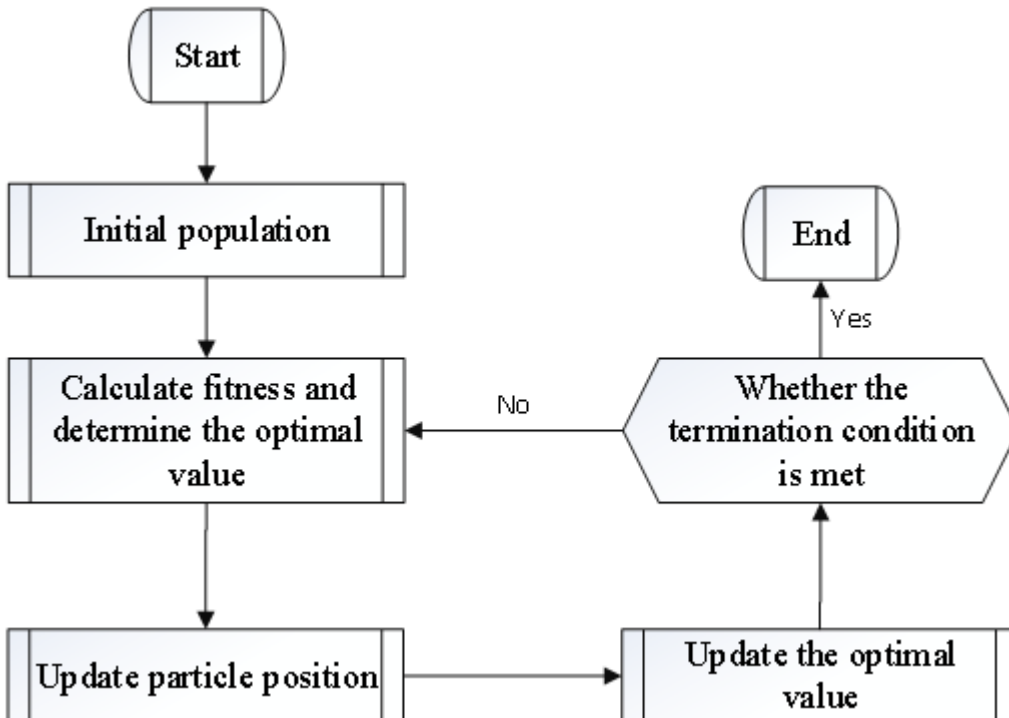 Start
Initial population
Calculate fitness and
determine the optimal
value
Update particle position
Update the optimal
value
Whether the
termination condition
is met
No
Yes
End